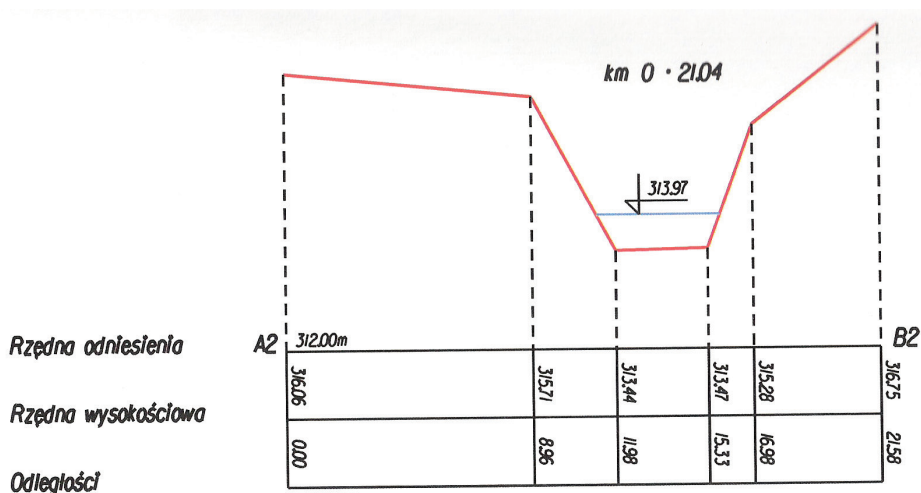 km 0 + 21.04
313.97
Rzędna odniesienia
A2
312.00m
B2
Rzędna wysokościowa
316.06
315.71
313.44
313.47
315.28
316.75
Odległości
0.00
8.96
11.98
15.33
16.98
21.58